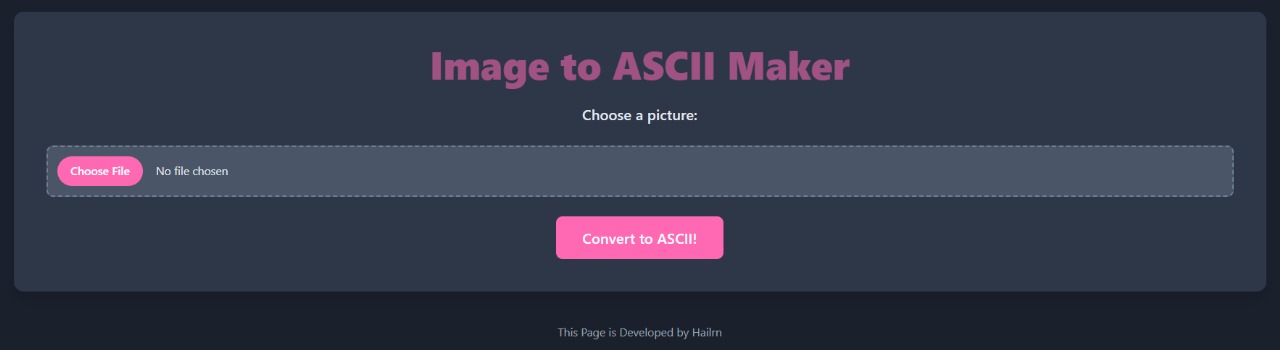 Image to ASCII Maker
Choose a picture:
Choose File No file chosen
Convert to ASCII!
This Page is Developed by Hailrn